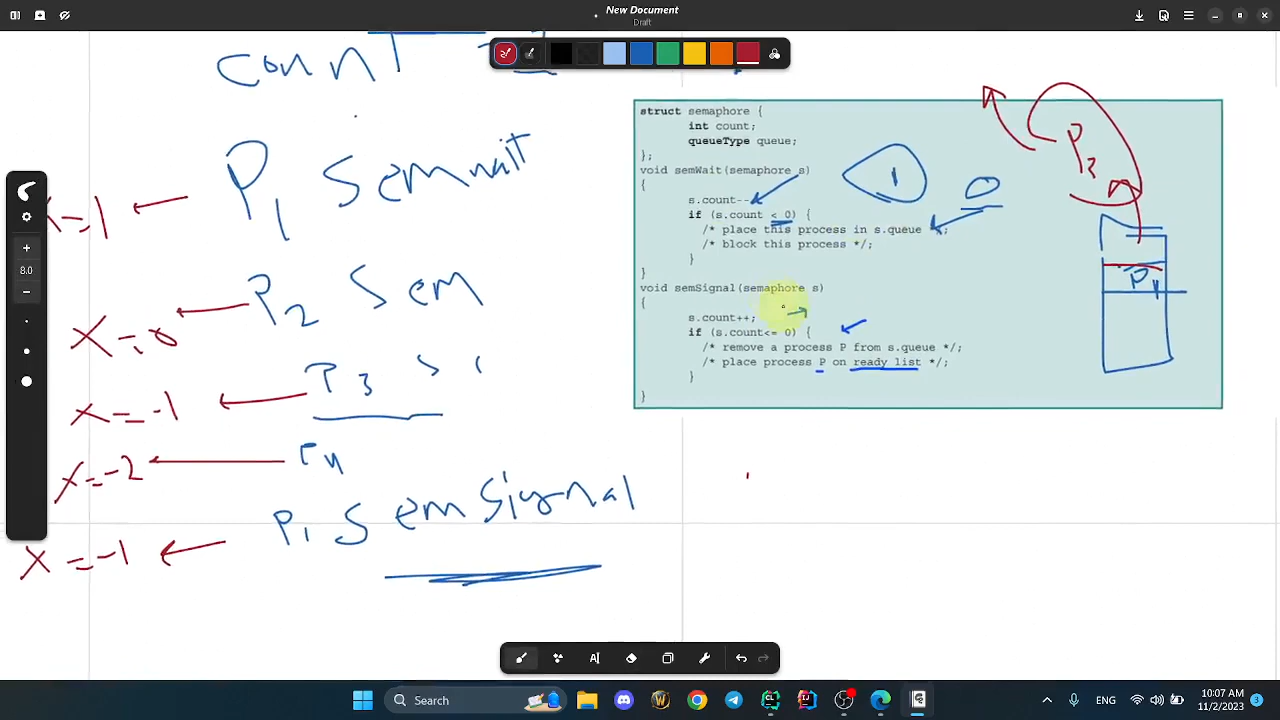 New Document
Draft
count
P1 semwait
x=1
P2 Sem
x=0
P3 s
x=-1
x=-2
P1 SemSignal
x=-1
8.0
struct semaphore {
int count;
queueType queue;
};
void semWait(semaphore s)
{
s.count--
if (s.count < 0) {
/* place this process in s.queue */;
/* block this process */;
}
}
void semSignal(semaphore s)
{
s.count++;
if (s.count<= 0) {
/* remove a process P from s.queue */;
/* place process P on ready list */;
}
}
1
0
P3
P4
Search
ENG
10:07 AM
11/2/2023